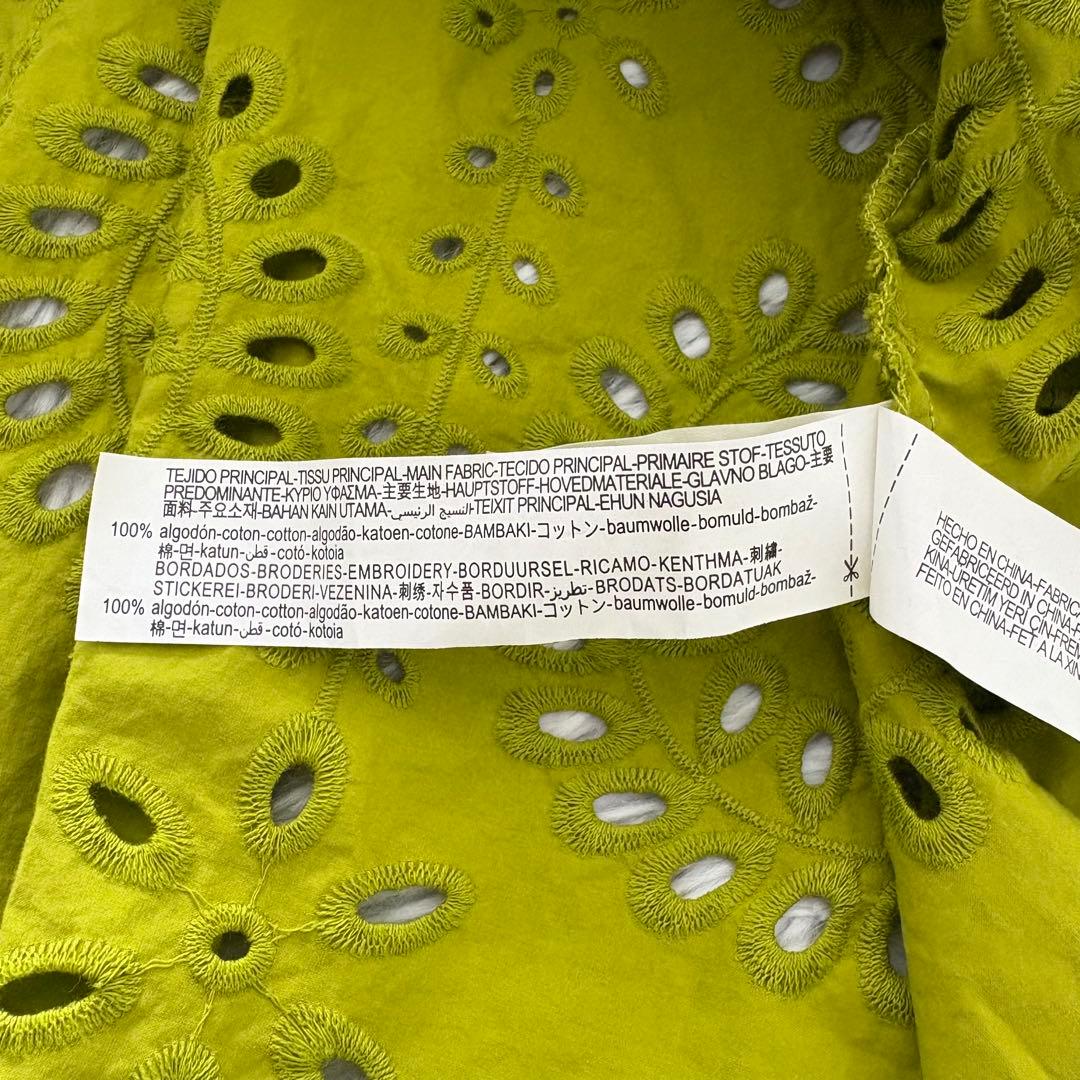 TEJIDO PRINCIPAL-TISSU PRINCIPAL-MAIN FABRIC-TECIDO PRINCIPAL-PRIMAIRE STOF-TESSUTO
PREDOMINANTE-ΚΥΡΙΟ ΥΦΑΣΜΑ-主要生地-HAUPTSTOFF-HOVEDMATERIALE-GLAVNO BLAGO-主要
面料-주요소재-BAHAN KAIN UTAMA-النسيج الرئيسي-TEIXIT PRINCIPAL-EHUN NAGUSIA
100% algodón-coton-cotton-algodão-katoen-cotone-BAMBAKI-コットン-baumwolle-bomuld-bombaž-
棉-면-katun-قطن-cotó-kotoia
BORDADOS-BRODERIES-EMBROIDERY-BORDUURSEL-RICAMO-KENTHMA-刺繍-
STICKEREI-BRODERI-VEZENINA-刺绣-자수품-BORDIR-تطريز-BRODATS-BORDATUAK
100% algodón-coton-cotton-algodão-katoen-cotone-BAMBAKI-コットン-baumwolle-bomuld-bombaž-
棉-면-katun-قطن-cotó-kotoia
HECHO EN CHINA-FABRIC
GEFABRICEERD IN CHINA-
KINA-ÜRETIM YERI ÇIN-FREM
FEITO EN CHINA-FET A LA XIN